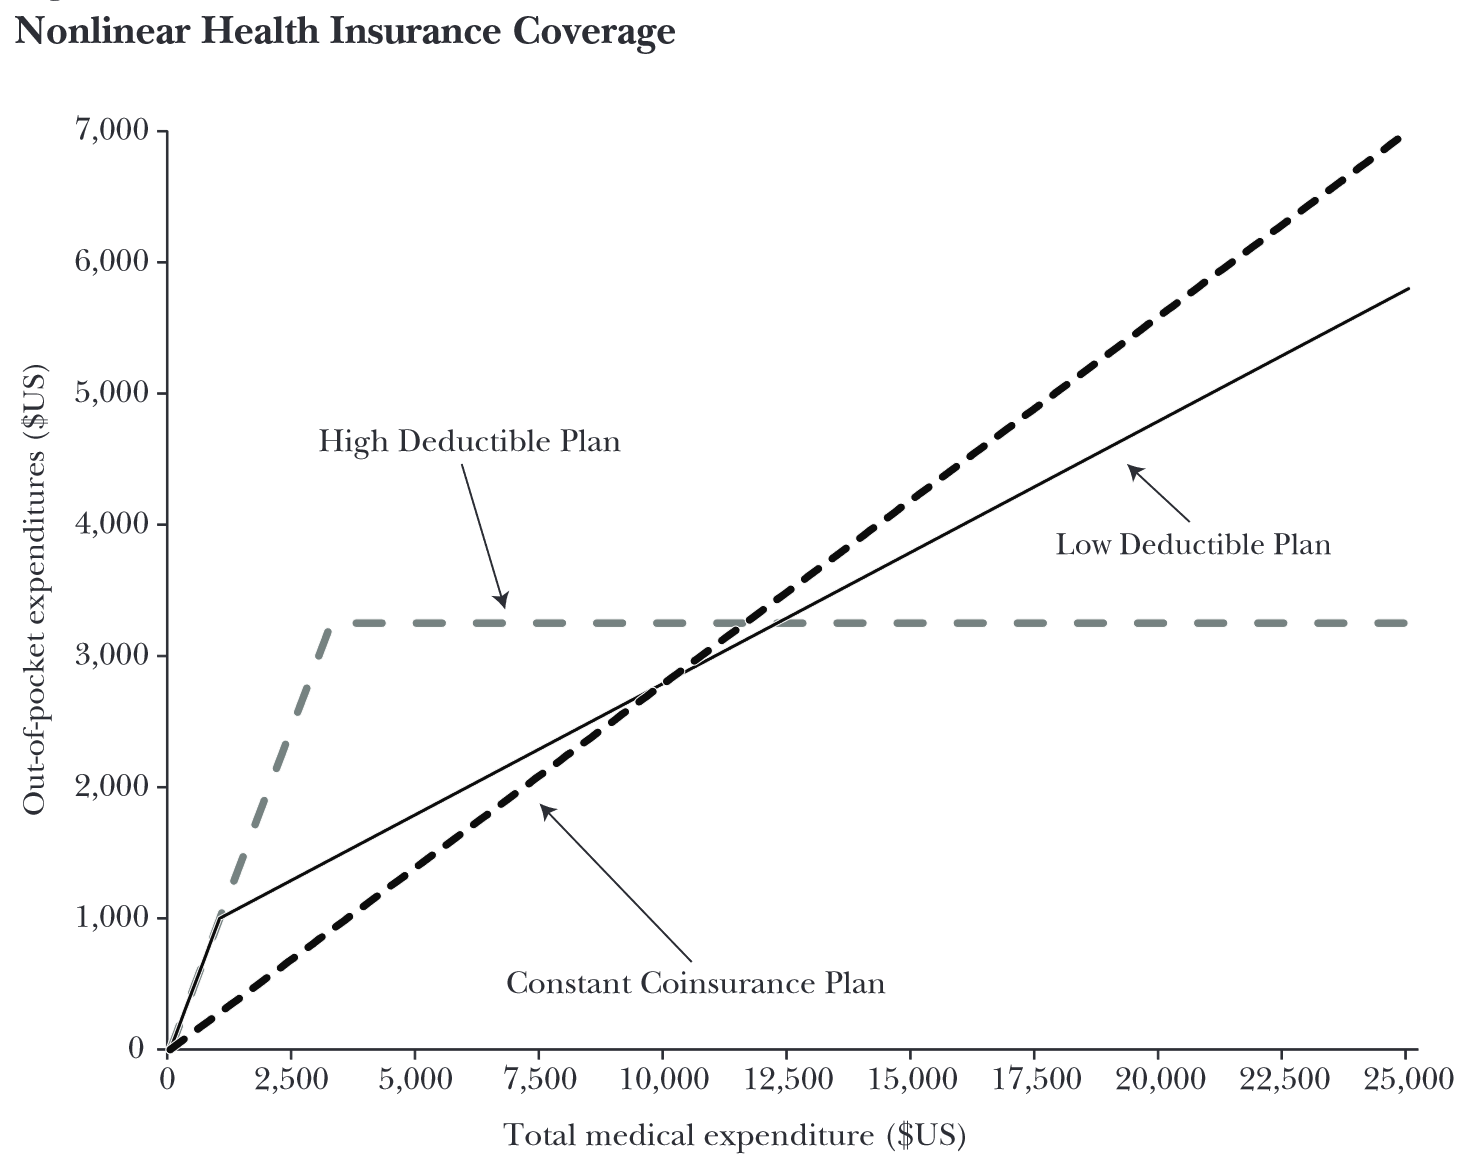 Nonlinear Health Insurance Coverage
7,000
6,000
5,000
4,000
3,000
2,000
1,000
0
Out-of-pocket expenditures ($US)
High Deductible Plan
Low Deductible Plan
Constant Coinsurance Plan
0 2,500 5,000 7,500 10,000 12,500 15,000 17,500 20,000 22,500 25,000
Total medical expenditure ($US)